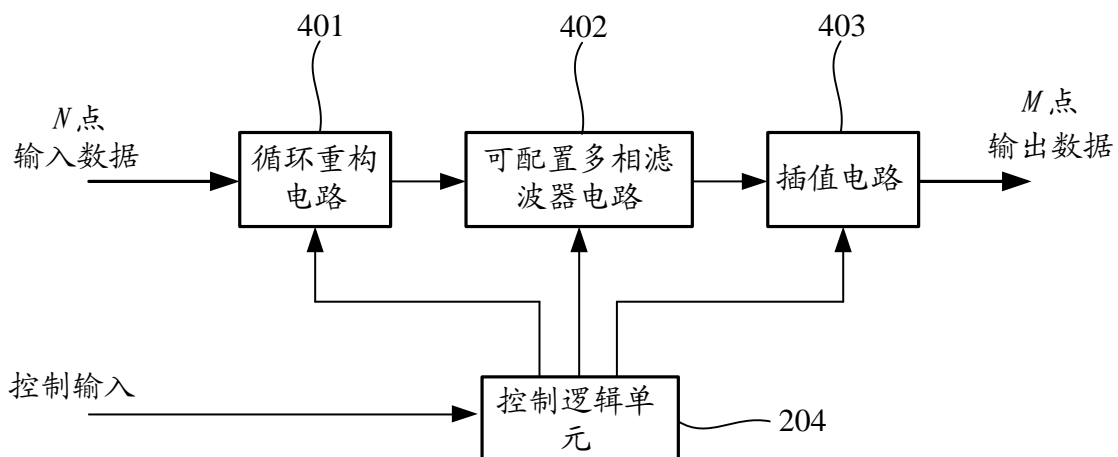 401
402
403
N点
输入数据
循环重构
电路
可配置多相滤
波器电路
插值电路
M点
输出数据
控制输入
控制逻辑单
元
204